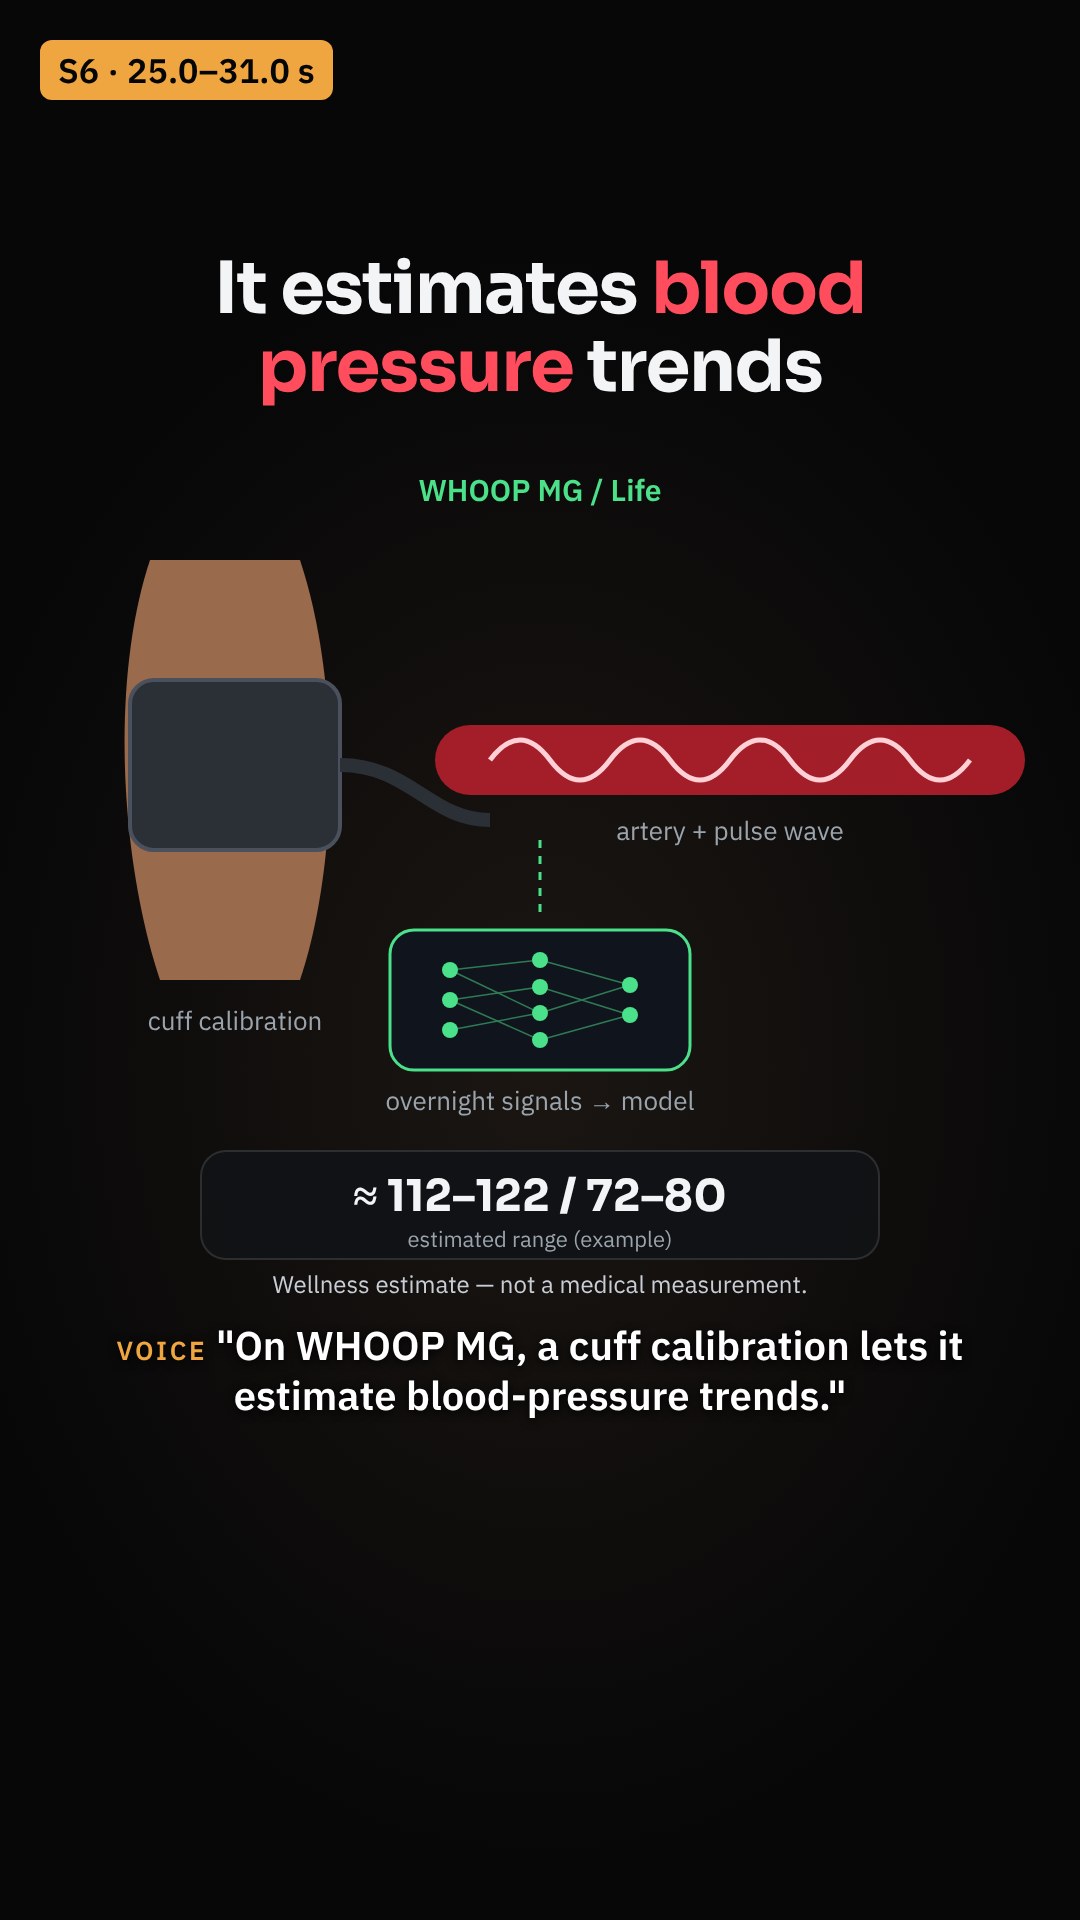 S6 · 25.0–31.0 s
It estimates blood
pressure trends
WHOOP MG / Life
artery + pulse wave
cuff calibration
overnight signals → model
≈ 112–122 / 72–80
estimated range (example)
Wellness estimate — not a medical measurement.
VOICE "On WHOOP MG, a cuff calibration lets it
estimate blood-pressure trends."